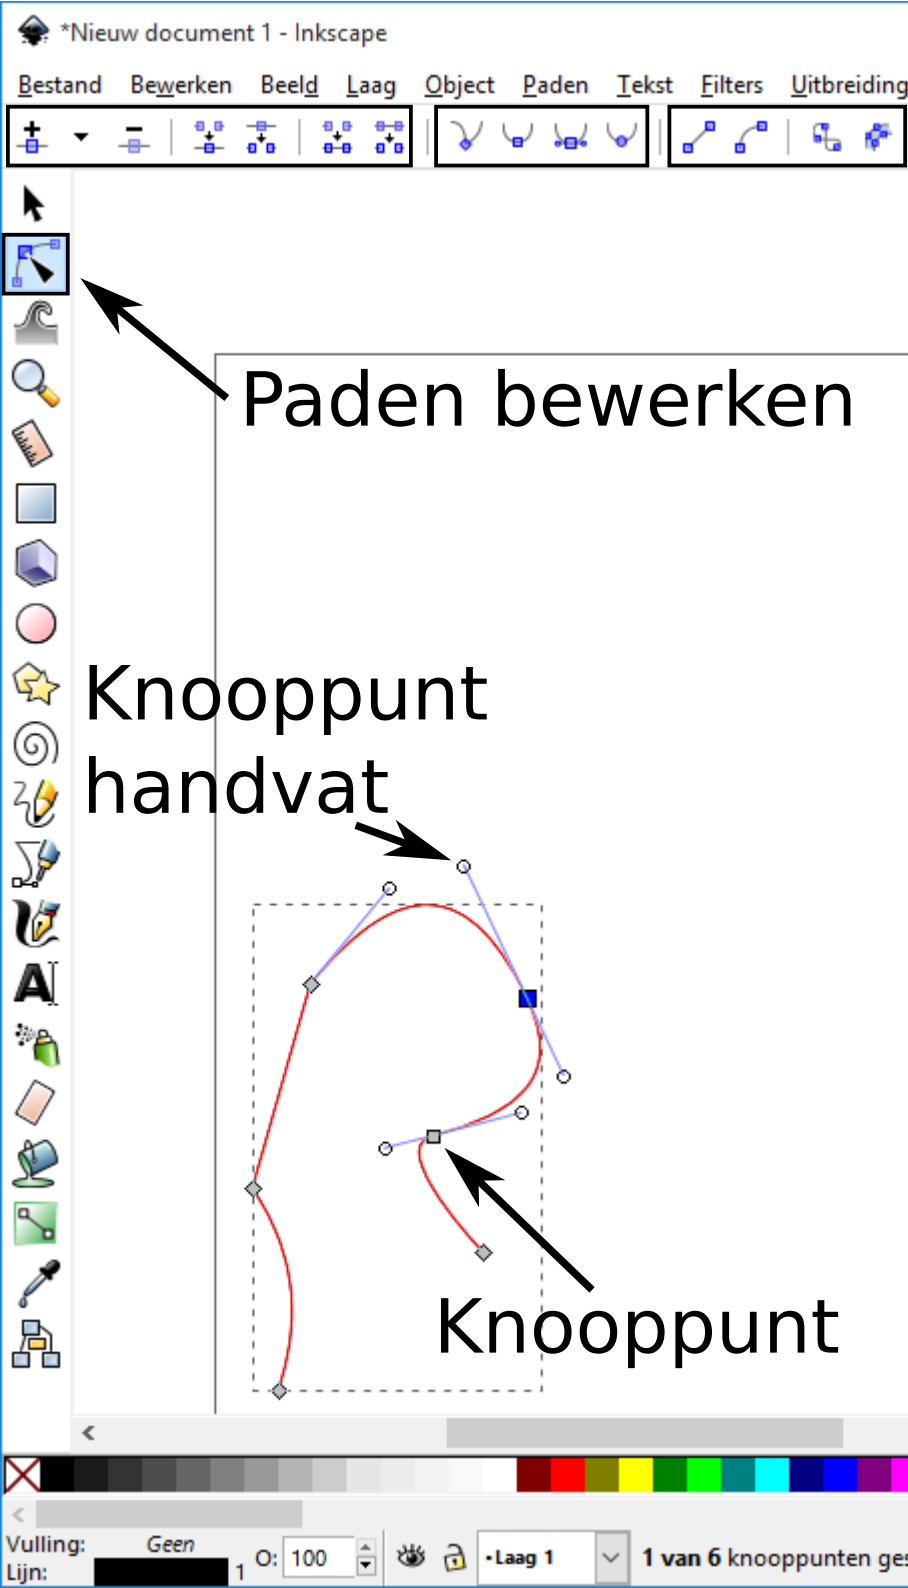 *Nieuw document 1 - Inkscape
Bestand Bewerken Beeld Laag Object Paden Tekst Filters Uitbreiding
Paden bewerken
Knooppunt
handvat
Knooppunt
Vulling: Geen
Lijn: 1 O: 100 •Laag 1 1 van 6 knooppunten ges